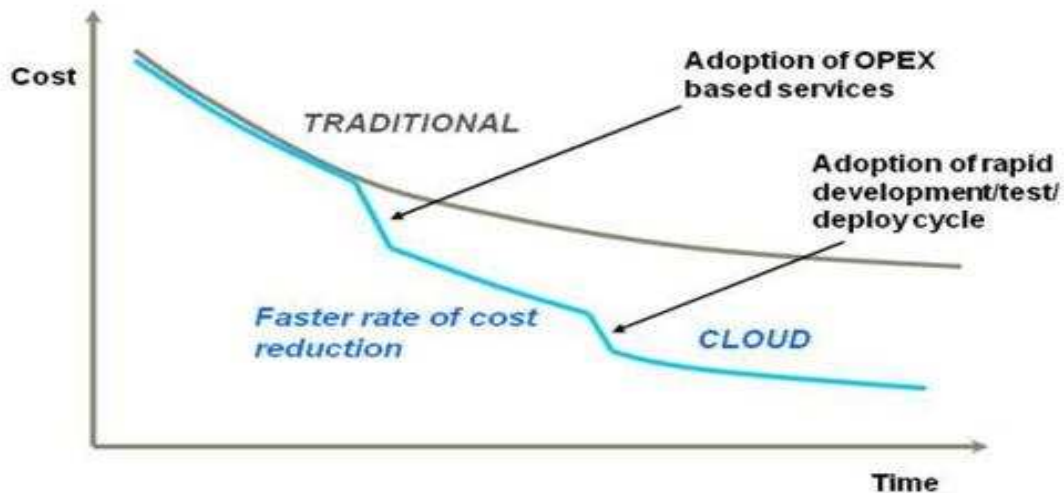 Cost
Adoption of OPEX
based services
TRADITIONAL
Adoption of rapid
development/test/
deploy cycle
Faster rate of cost
reduction
CLOUD
Time